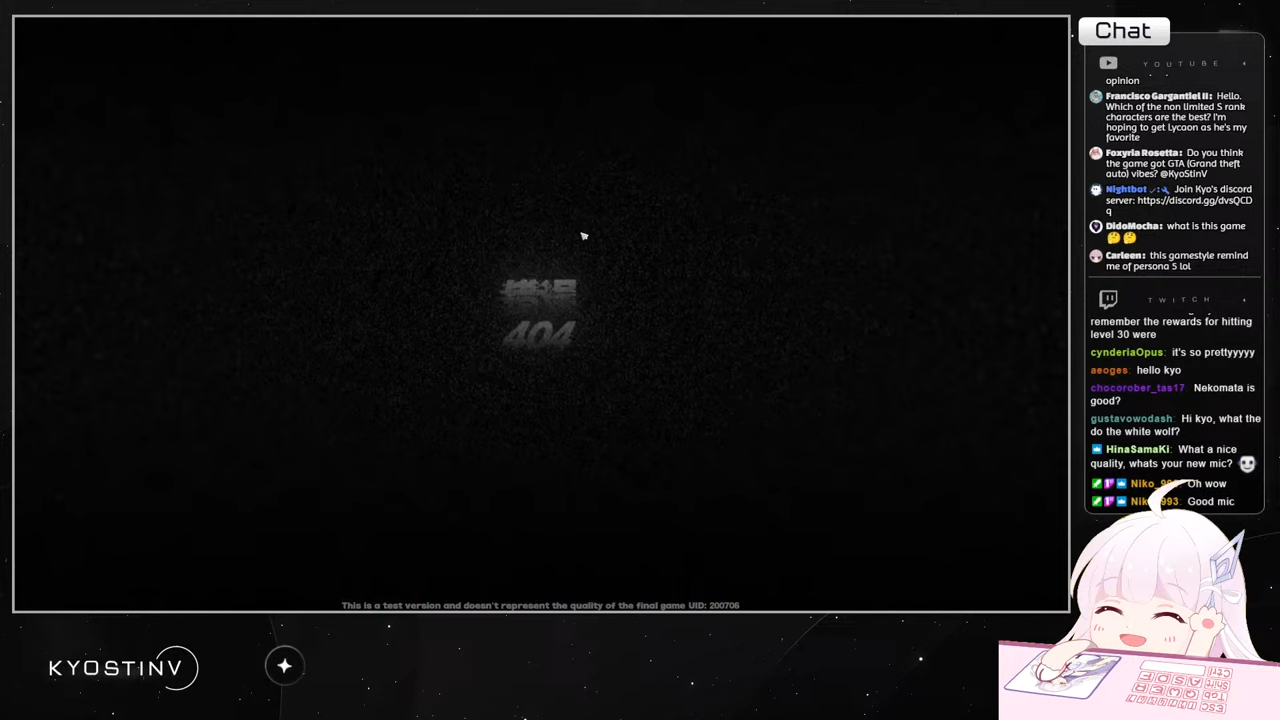 Chat
YOUTUBE
opinion
Francisco Gargantiel II: Hello.
Which of the non limited S rank
characters are the best? I'm
hoping to get Lycaon as he's my
favorite
Foxyria Rosetta: Do you think
the game got GTA (Grand theft
auto) vibes? @KyoStinV
Nightbot: Join Kyo's discord
server: https://discord.gg/dvsQCD
q
DidoMocha: what is this game
🤔🤔
Carleen: this gamestyle remind
me of persona 5 lol
TWITCH
remember the rewards for hitting
level 30 were
cynderiaOpus: it's so prettyyyyy
aeoges: hello kyo
chocorober_tas17 Nekomata is
good?
gustavowodash: Hi kyo, what the
do the white wolf?
HinaSamaKi: What a nice
quality, whats your new mic?
Oh wow
Good mic
404
This is a test version and doesn't represent the quality of the final game UID: 200706
KYOSTINV
Ctrl
Shift
Tab
ESC